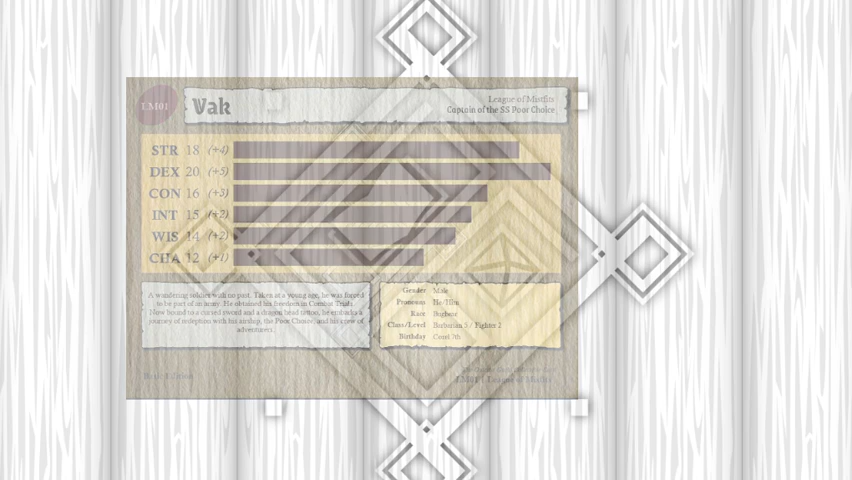 LM01
Vak
League of Misfits
Captain of the SS Poor Choice
STR 18 (+4)
DEX 20 (+5)
CON 16 (+3)
INT 15 (+2)
WIS 14 (+2)
CHA 12 (+1)
A wandering soldier with no past. Taken at a young age, he was forced
to be part of an army. He obtained his freedom in Combat Trials.
Now bound to a cursed sword and a dragon head tattoo, he embarks a
journey of redemption with his airship, the Poor Choice, and his crew of
adventurers.
Gender Male
Pronouns He/Him
Race Bugbear
Class/Level Barbarian 5 / Fighter 2
Birthday 7th
LM01 | League of Misfits